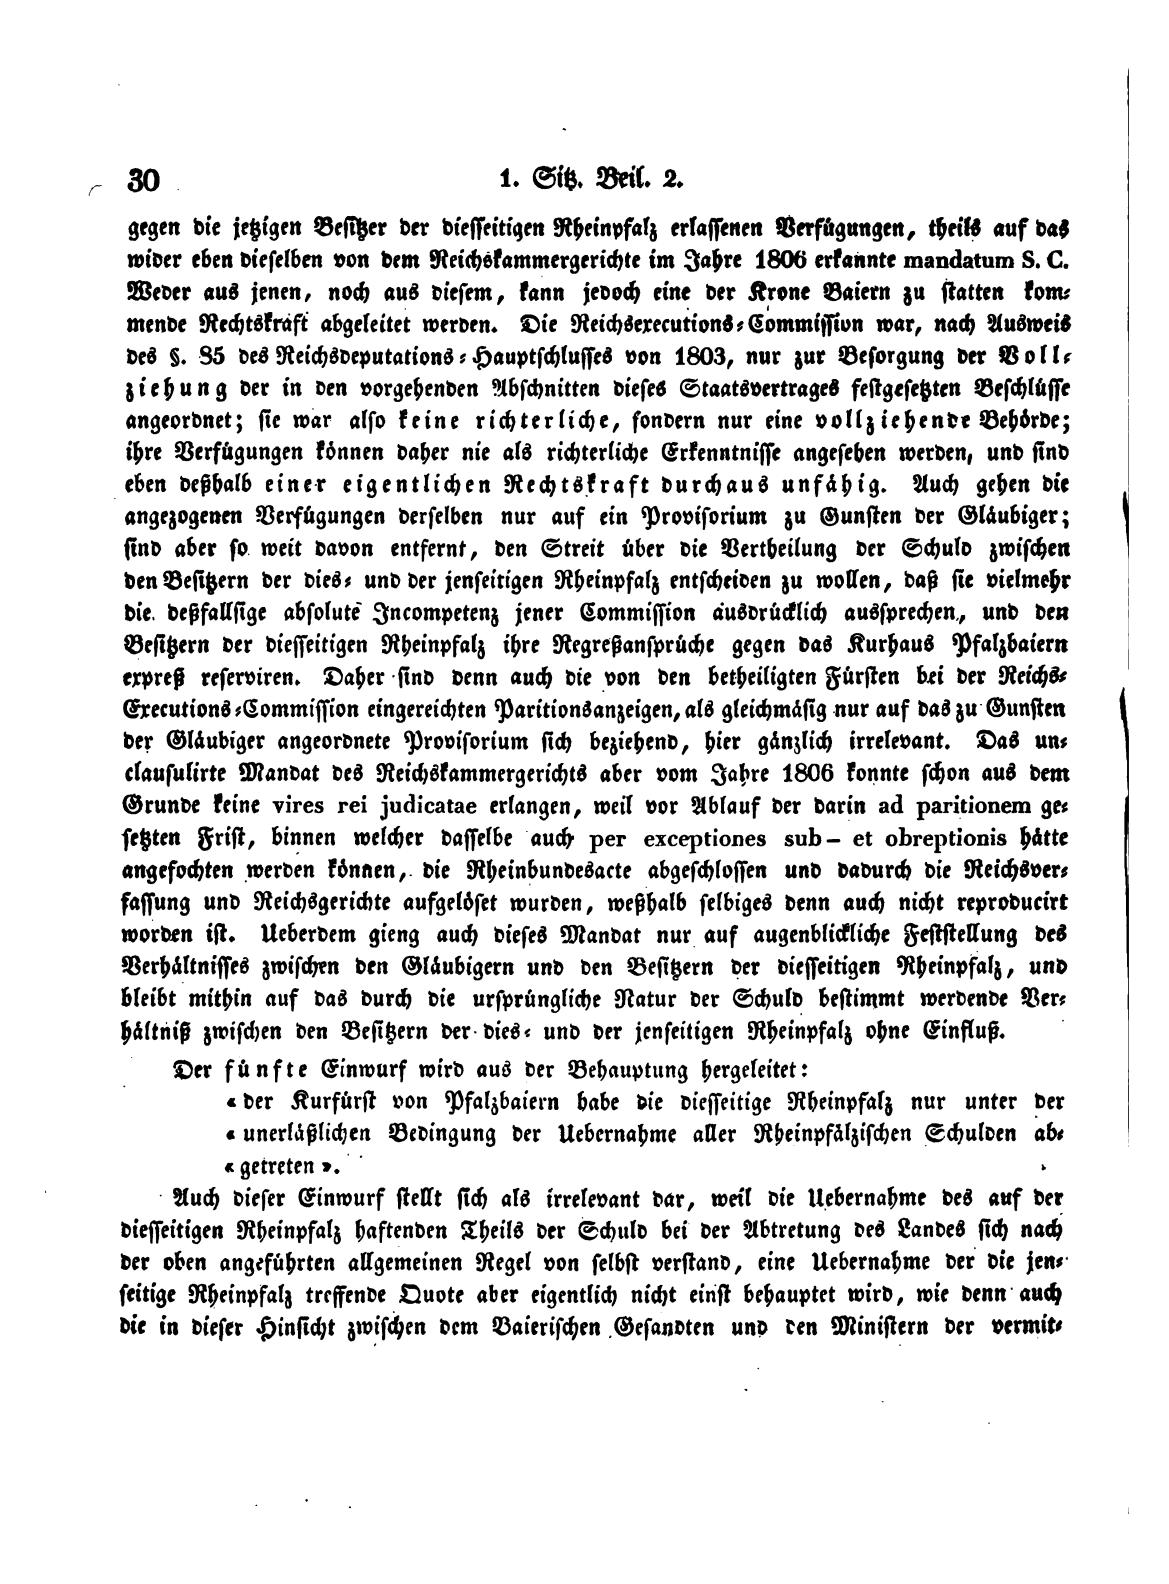 30
1. Sitz. Beil. 2.
gegen die jetzigen Besitzer der diesseitigen Rheinpfalz erlassenen Verfügungen, theils auf das
wider eben dieselben von dem Reichskammergerichte im Jahre 1806 erkannte mandatum S. C.
Weder aus jenen, noch aus diesem, kann jedoch eine der Krone Baiern zu statten kom-
mende Rechtskraft abgeleitet werden. Die Reichsexecutions-Commission war, nach Ausweis
des §. 85 des Reichsdeputations-Hauptschlusses von 1803, nur zur Besorgung der Voll-
ziehung der in den vorgehenden Abschnitten dieses Staatsvertrages festgesetzten Beschlüsse
angeordnet; sie war also keine richterliche, sondern nur eine vollziehende Behörde;
ihre Verfügungen können daher nie als richterliche Erkenntnisse angesehen werden, und sind
eben deßhalb einer eigentlichen Rechtskraft durchaus unfähig. Auch gehen die
angezogenen Verfügungen derselben nur auf ein Provisorium zu Gunsten der Gläubiger;
sind aber so weit davon entfernt, den Streit über die Vertheilung der Schuld zwischen
den Besitzern der dies- und der jenseitigen Rheinpfalz entscheiden zu wollen, daß sie vielmehr
die deßfallsige absolute Incompetenz jener Commission ausdrücklich aussprechen, und den
Besitzern der diesseitigen Rheinpfalz ihre Regreßansprüche gegen das Kurhaus Pfalzbaiern
expreß reserviren. Daher sind denn auch die von den betheiligten Fürsten bei der Reichs-
Executions-Commission eingereichten Paritionsanzeigen, als gleichmäsig nur auf das zu Gunsten
der Gläubiger angeordnete Provisorium sich beziehend, hier gänzlich irrelevant. Das un-
clausulirte Mandat des Reichskammergerichts aber vom Jahre 1806 konnte schon aus dem
Grunde keine vires rei judicatae erlangen, weil vor Ablauf der darin ad paritionem ge-
setzten Frist, binnen welcher dasselbe auch per exceptiones sub- et obreptionis hätte
angefochten werden können, die Rheinbundesacte abgeschlossen und dadurch die Reichsver-
fassung und Reichsgerichte aufgelöset wurden, weßhalb selbiges denn auch nicht reproducirt
worden ist. Ueberdem gieng auch dieses Mandat nur auf augenblickliche Feststellung des
Verhältnisses zwischen den Gläubigern und den Besitzern der diesseitigen Rheinpfalz, und
bleibt mithin auf das durch die ursprüngliche Natur der Schuld bestimmt werdende Ver-
hältniß zwischen den Besitzern der dies- und der jenseitigen Rheinpfalz ohne Einfluß.
Der fünfte Einwurf wird aus der Behauptung hergeleitet:
« der Kurfürst von Pfalzbaiern habe die diesseitige Rheinpfalz nur unter der
« unerläßlichen Bedingung der Uebernahme aller Rheinpfälzischen Schulden ab-
« getreten ».
Auch dieser Einwurf stellt sich als irrelevant dar, weil die Uebernahme des auf der
diesseitigen Rheinpfalz haftenden Theils der Schuld bei der Abtretung des Landes sich nach
der oben angeführten allgemeinen Regel von selbst verstand, eine Uebernahme der die jen-
seitige Rheinpfalz treffende Quote aber eigentlich nicht einst behauptet wird, wie denn auch
die in dieser Hinsicht zwischen dem Baierischen Gesandten und den Ministern der vermit-